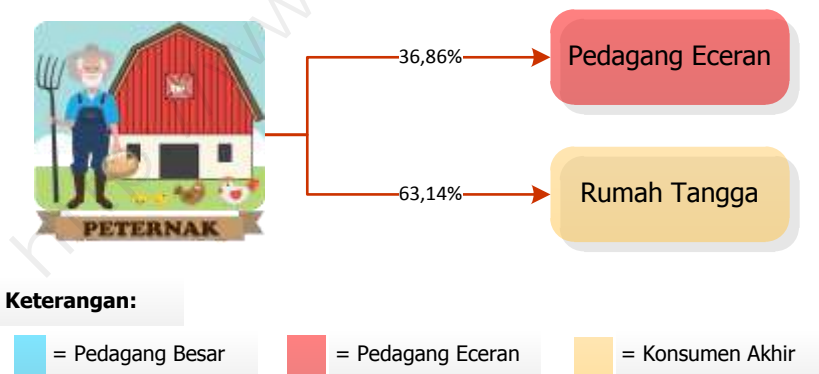 36,86%
Pedagang Eceran
63,14%
Rumah Tangga
PETERNAK
Keterangan:
= Pedagang Besar
= Pedagang Eceran
= Konsumen Akhir